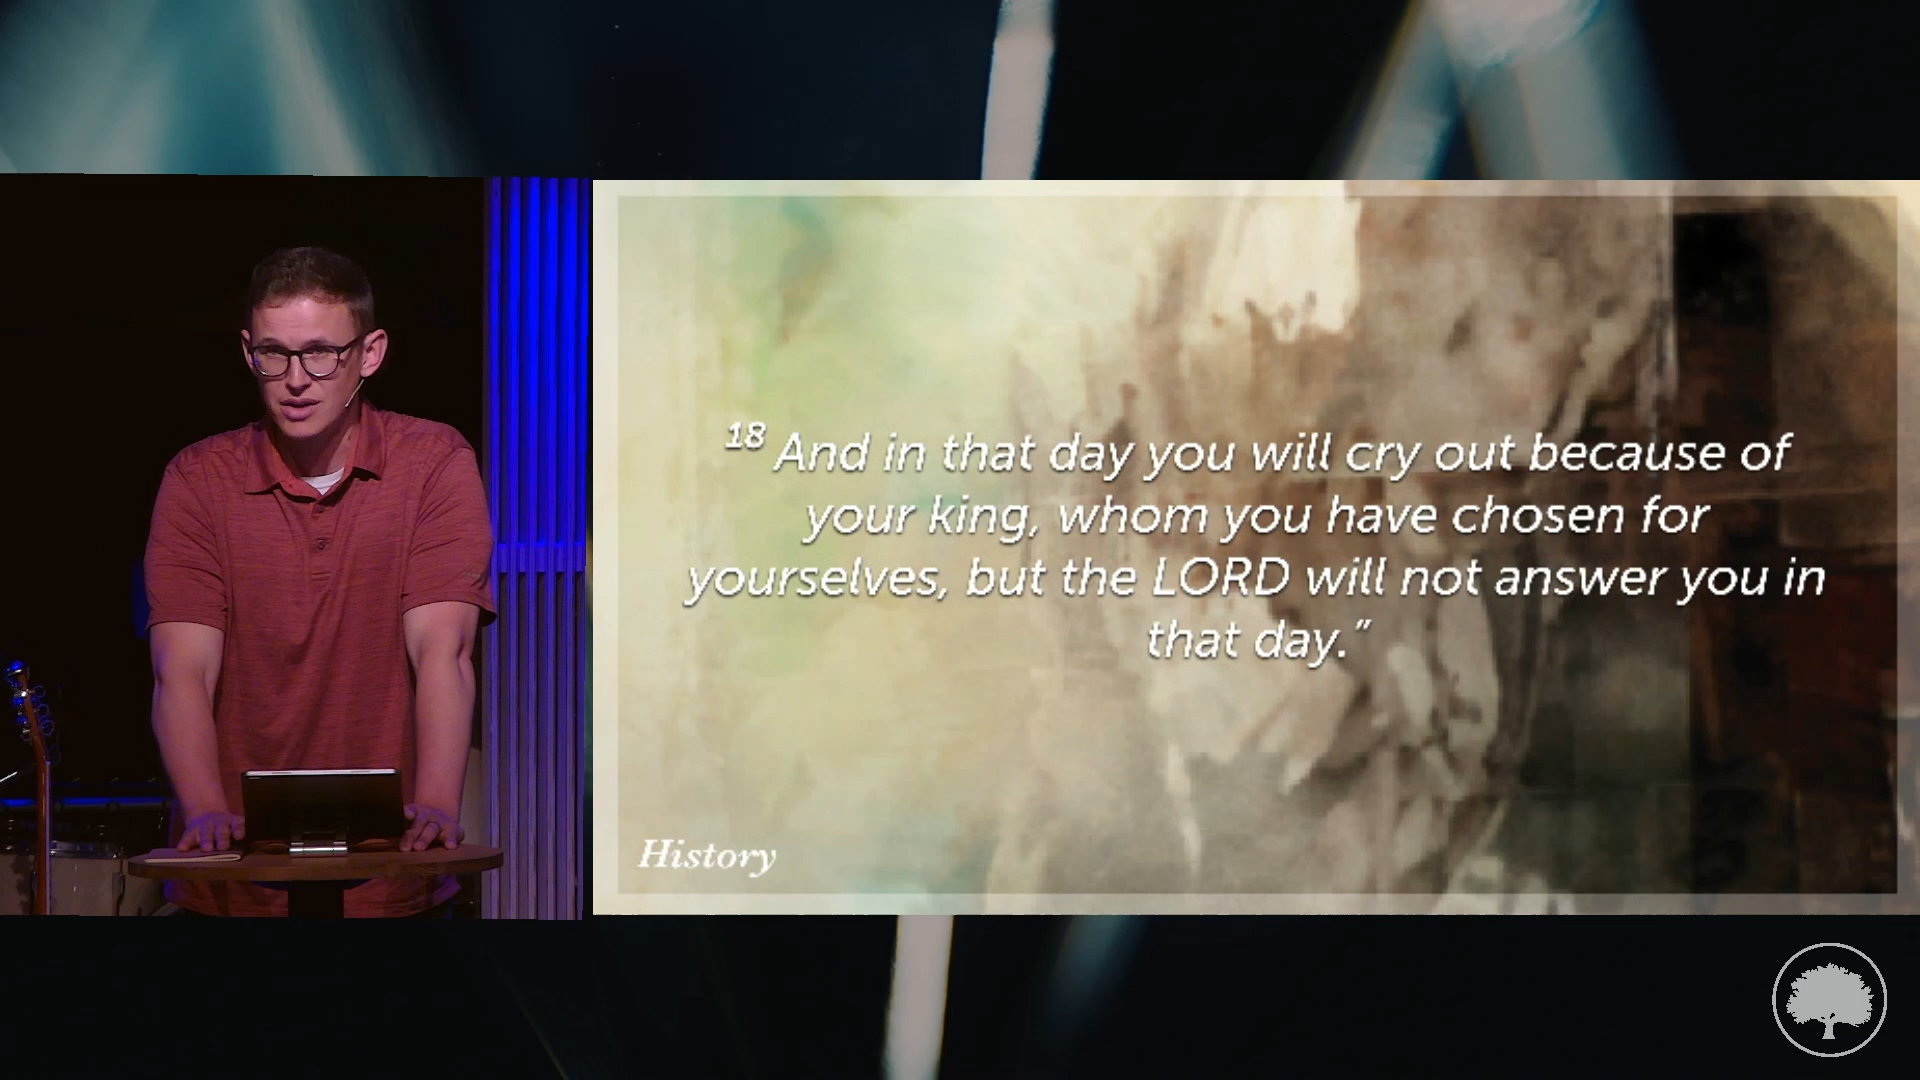 18 And in that day you will cry out because of
your king, whom you have chosen for
yourselves, but the LORD will not answer you in
that day.”
History